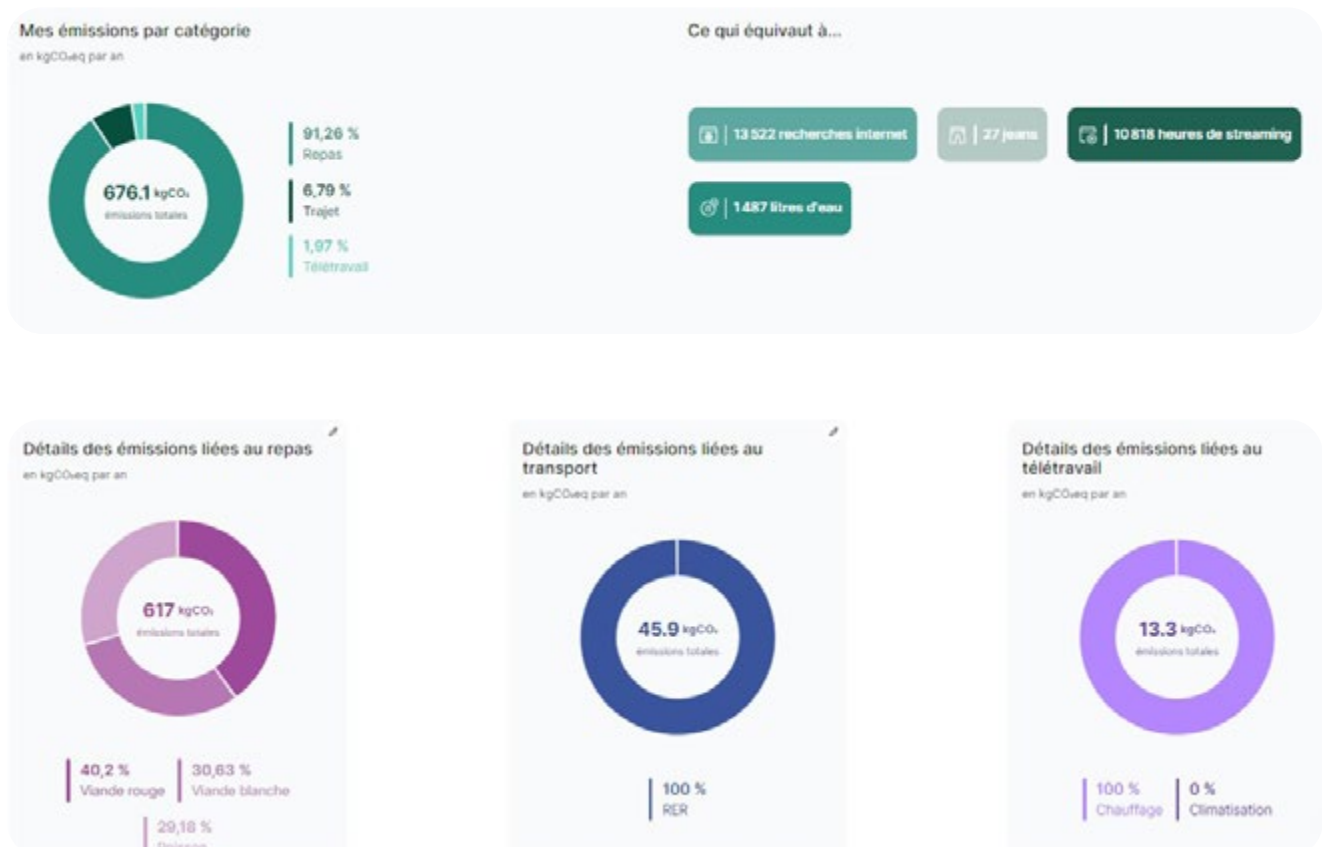 Mes émissions par catégorie
en kgCO₂eq par an
676.1 kgCO₂
émissions totales
91,26 %
Repas
6,79 %
Trajet
1,97 %
Télétravail
Ce qui équivaut à...
13 522 recherches internet
27 jeans
10 818 heures de streaming
1 487 litres d'eau
Détails des émissions liées au repas
en kgCO₂eq par an
617 kgCO₂
émissions totales
40,2 %
Viande rouge
30,63 %
Viande blanche
29,18 %
Détails des émissions liées au
transport
en kgCO₂eq par an
45.9 kgCO₂
émissions totales
100 %
RER
Détails des émissions liées au
télétravail
en kgCO₂eq par an
13.3 kgCO₂
émissions totales
100 %
Chauffage
0 %
Climatisation